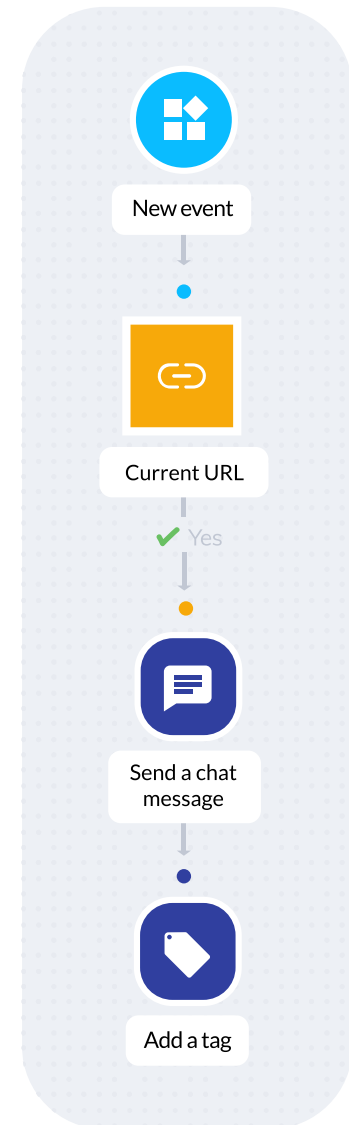 New event
Current URL
Yes
Send a chat
message
Add a tag